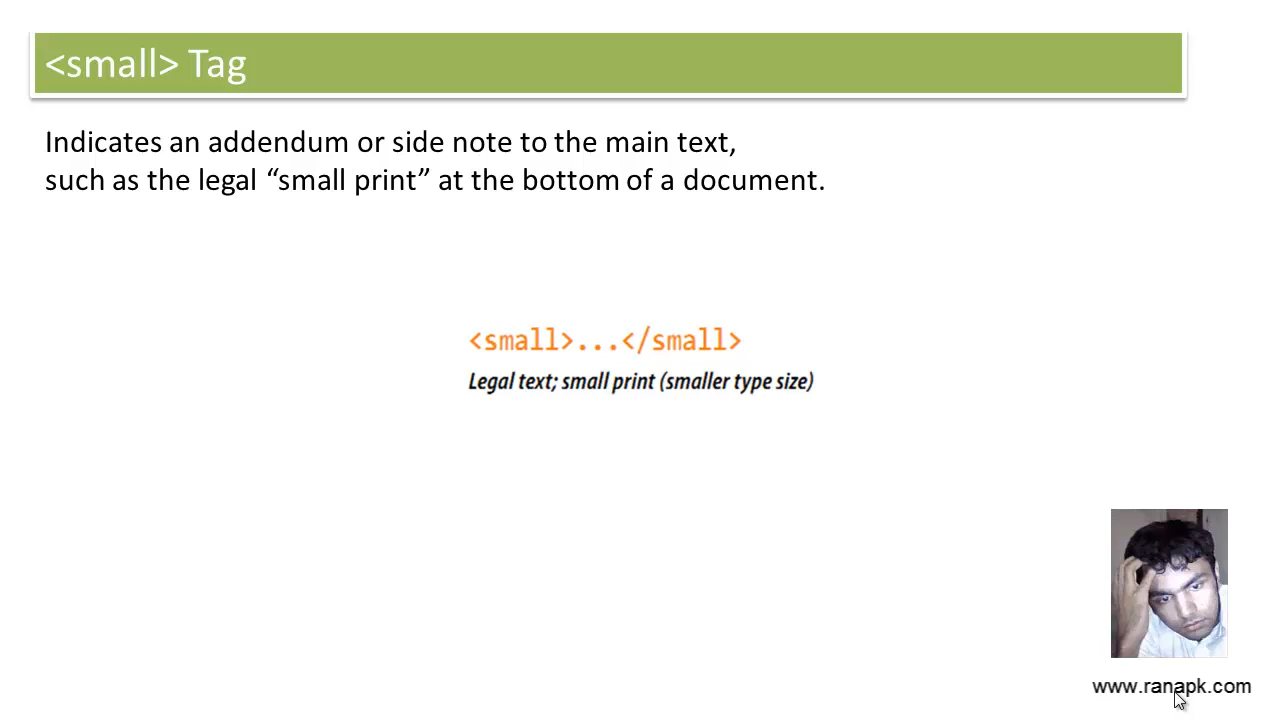 <small> Tag
Indicates an addendum or side note to the main text,
such as the legal “small print” at the bottom of a document.
<small>...</small>
Legal text; small print (smaller type size)
www.ranapk.com